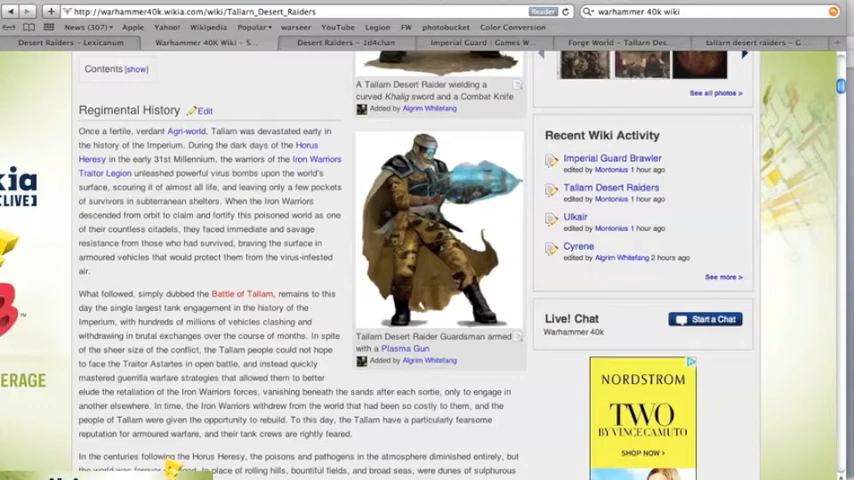 http://warhammer40k.wikia.com/wiki/Tallarn_Desert_Raiders
Reader
warhammer 40k wiki
Apple
Yahoo!
Wikipedia
Popular
warseer
YouTube
Legion
FW
photobucket
Color Conversion
Desert Raiders – Lexicanum
Warhammer 40K Wiki – S...
Desert Raiders – 1d4chan
Imperial Guard | Games W...
Forge World – Tallarn Des...
tallarn desert raiders – G...
Contents [show]
Regimental History
Edit
Once a fertile, verdant Agri-world, Tallarn was devastated early in
the history of the Imperium. During the dark days of the Horus
Heresy in the early 31st Millennium, the warriors of the Iron Warriors
Traitor Legion unleashed powerful virus bombs upon the world's
surface, scouring it of almost all life, and leaving only a few pockets
of survivors in subterranean shelters. When the Iron Warriors
descended from orbit to claim and fortify this poisoned world as one
of their countless citadels, they faced immediate and savage
resistance from those who had survived, braving the surface in
armoured vehicles that would protect them from the virus-infested
air.
What followed, simply dubbed the Battle of Tallarn, remains to this
day the single largest tank engagement in the history of the
Imperium, with hundreds of millions of vehicles clashing and
withdrawing in brutal exchanges over the course of months. In spite
of the sheer size of the conflict, the Tallarn people could not hope
to face the Traitor Astartes in open battle, and instead quickly
mastered guerrilla warfare strategies that allowed them to better
elude the retaliation of the Iron Warriors forces, vanishing beneath the sands after each sortie, only to engage in
another elsewhere. In time, the Iron Warriors withdrew from the world that had been so costly to them, and the
people of Tallarn were given the opportunity to rebuild. To this day, the Tallarn have a particularly fearsome
reputation for armoured warfare, and their tank crews are rightly feared.
In the centuries following the Horus Heresy, the poisons and pathogens in the atmosphere diminished entirely, but
the world was forever In place of rolling hills, bountiful fields, and broad seas, were dunes of sulphurous
A Tallarn Desert Raider wielding a
curved Khalig sword and a Combat Knife
Added by Algrim Whitefang
Tallarn Desert Raider Guardsman armed
with a Plasma Gun
Added by Algrim Whitefang
See all photos >
Recent Wiki Activity
Imperial Guard Brawler
edited by Montonius 1 hour ago
Tallarn Desert Raiders
edited by Montonius 1 hour ago
Ulkair
edited by Montonius 1 hour ago
Cyrene
edited by Algrim Whitefang 2 hours ago
See more >
Live! Chat
Warhammer 40k
Start a Chat
NORDSTROM
TWO
BY VINCE CAMUTO
SHOP NOW >
kia
[LIVE]
ERAGE